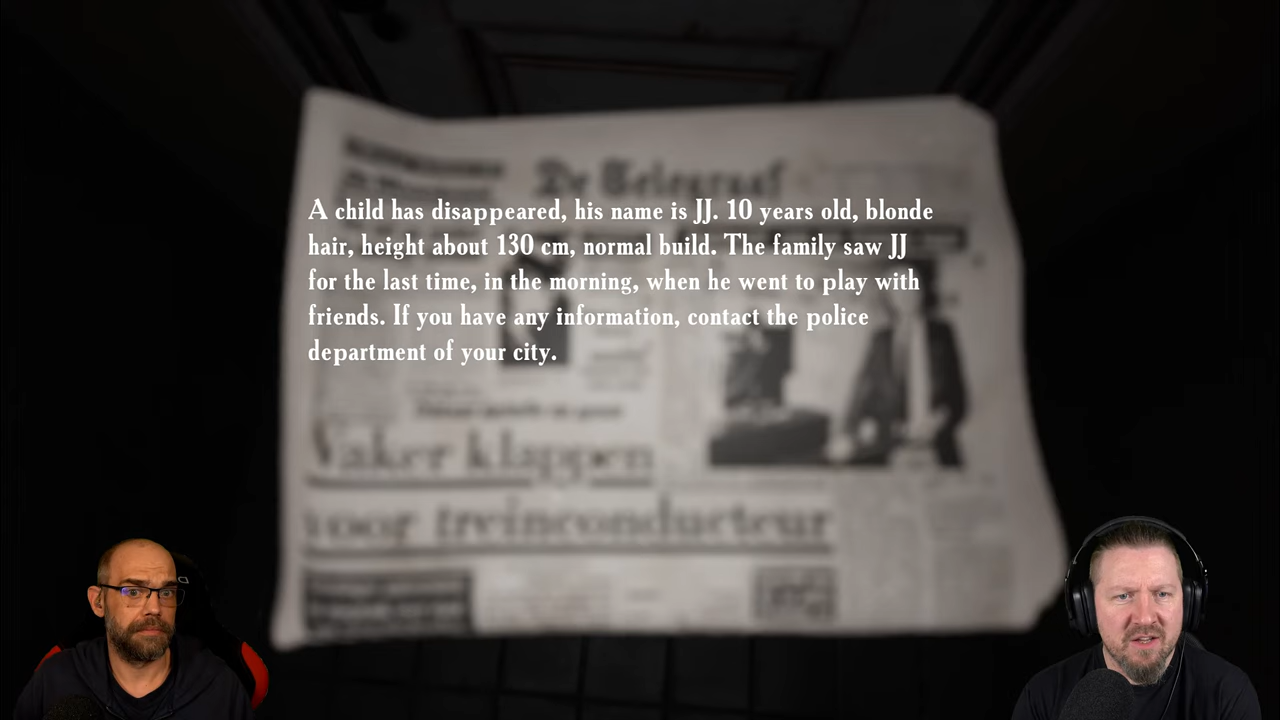 De Telegraaf
A child has disappeared, his name is JJ. 10 years old, blonde
hair, height about 130 cm, normal build. The family saw JJ
for the last time, in the morning, when he went to play with
friends. If you have any information, contact the police
department of your city.
Vaker klappen
voor treinconducteur